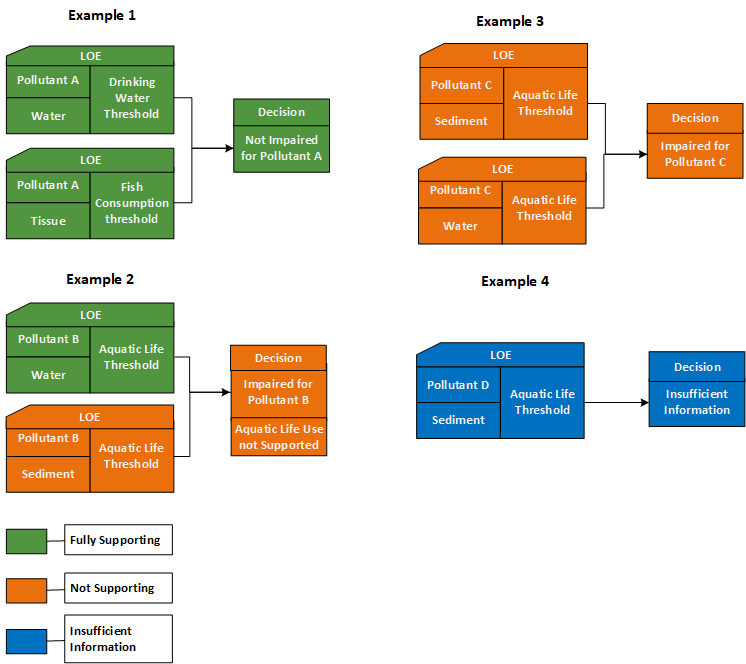 Example 1
LOE
Pollutant A
Water
Drinking
Water
Threshold
LOE
Pollutant A
Tissue
Fish
Consumption
threshold
Decision
Not Impaired
for Pollutant A
Example 2
LOE
Pollutant B
Water
Aquatic Life
Threshold
LOE
Pollutant B
Sediment
Aquatic Life
Threshold
Decision
Impaired for
Pollutant B
Aquatic Life Use
not Supported
Example 3
LOE
Pollutant C
Sediment
Aquatic Life
Threshold
LOE
Pollutant C
Water
Aquatic Life
Threshold
Decision
Impaired for
Pollutant C
Example 4
LOE
Pollutant D
Sediment
Aquatic Life
Threshold
Decision
Insufficient
Information
Fully Supporting
Not Supporting
Insufficient
Information